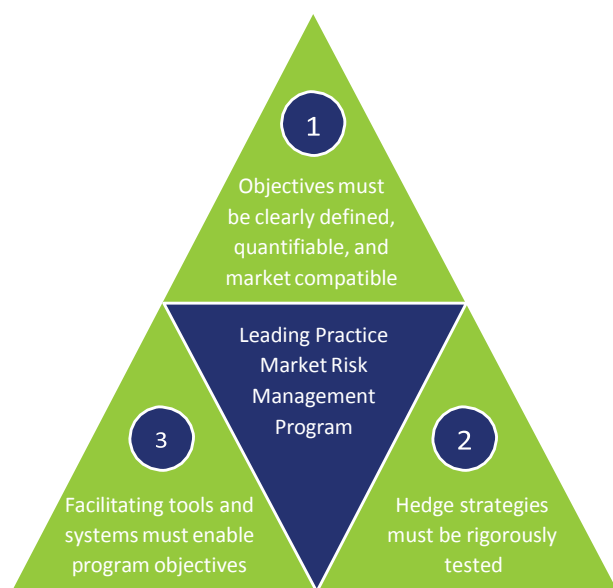 1
Objectives must
be clearly defined,
quantifiable, and
market compatible
Leading Practice
Market Risk
Management
Program
3
Facilitating tools and
systems must enable
program objectives
2
Hedge strategies
must be rigorously
tested